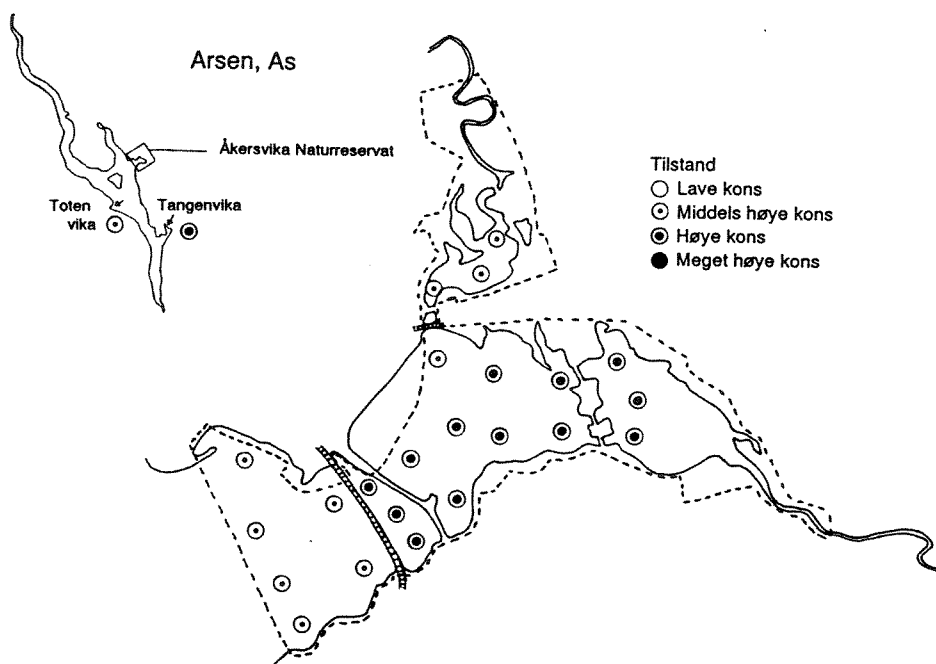 Arsen, As
Åkersvika Naturreservat
Toten
vika
Tangenvika
Tilstand
Lave kons
Middels høye kons
Høye kons
Meget høye kons